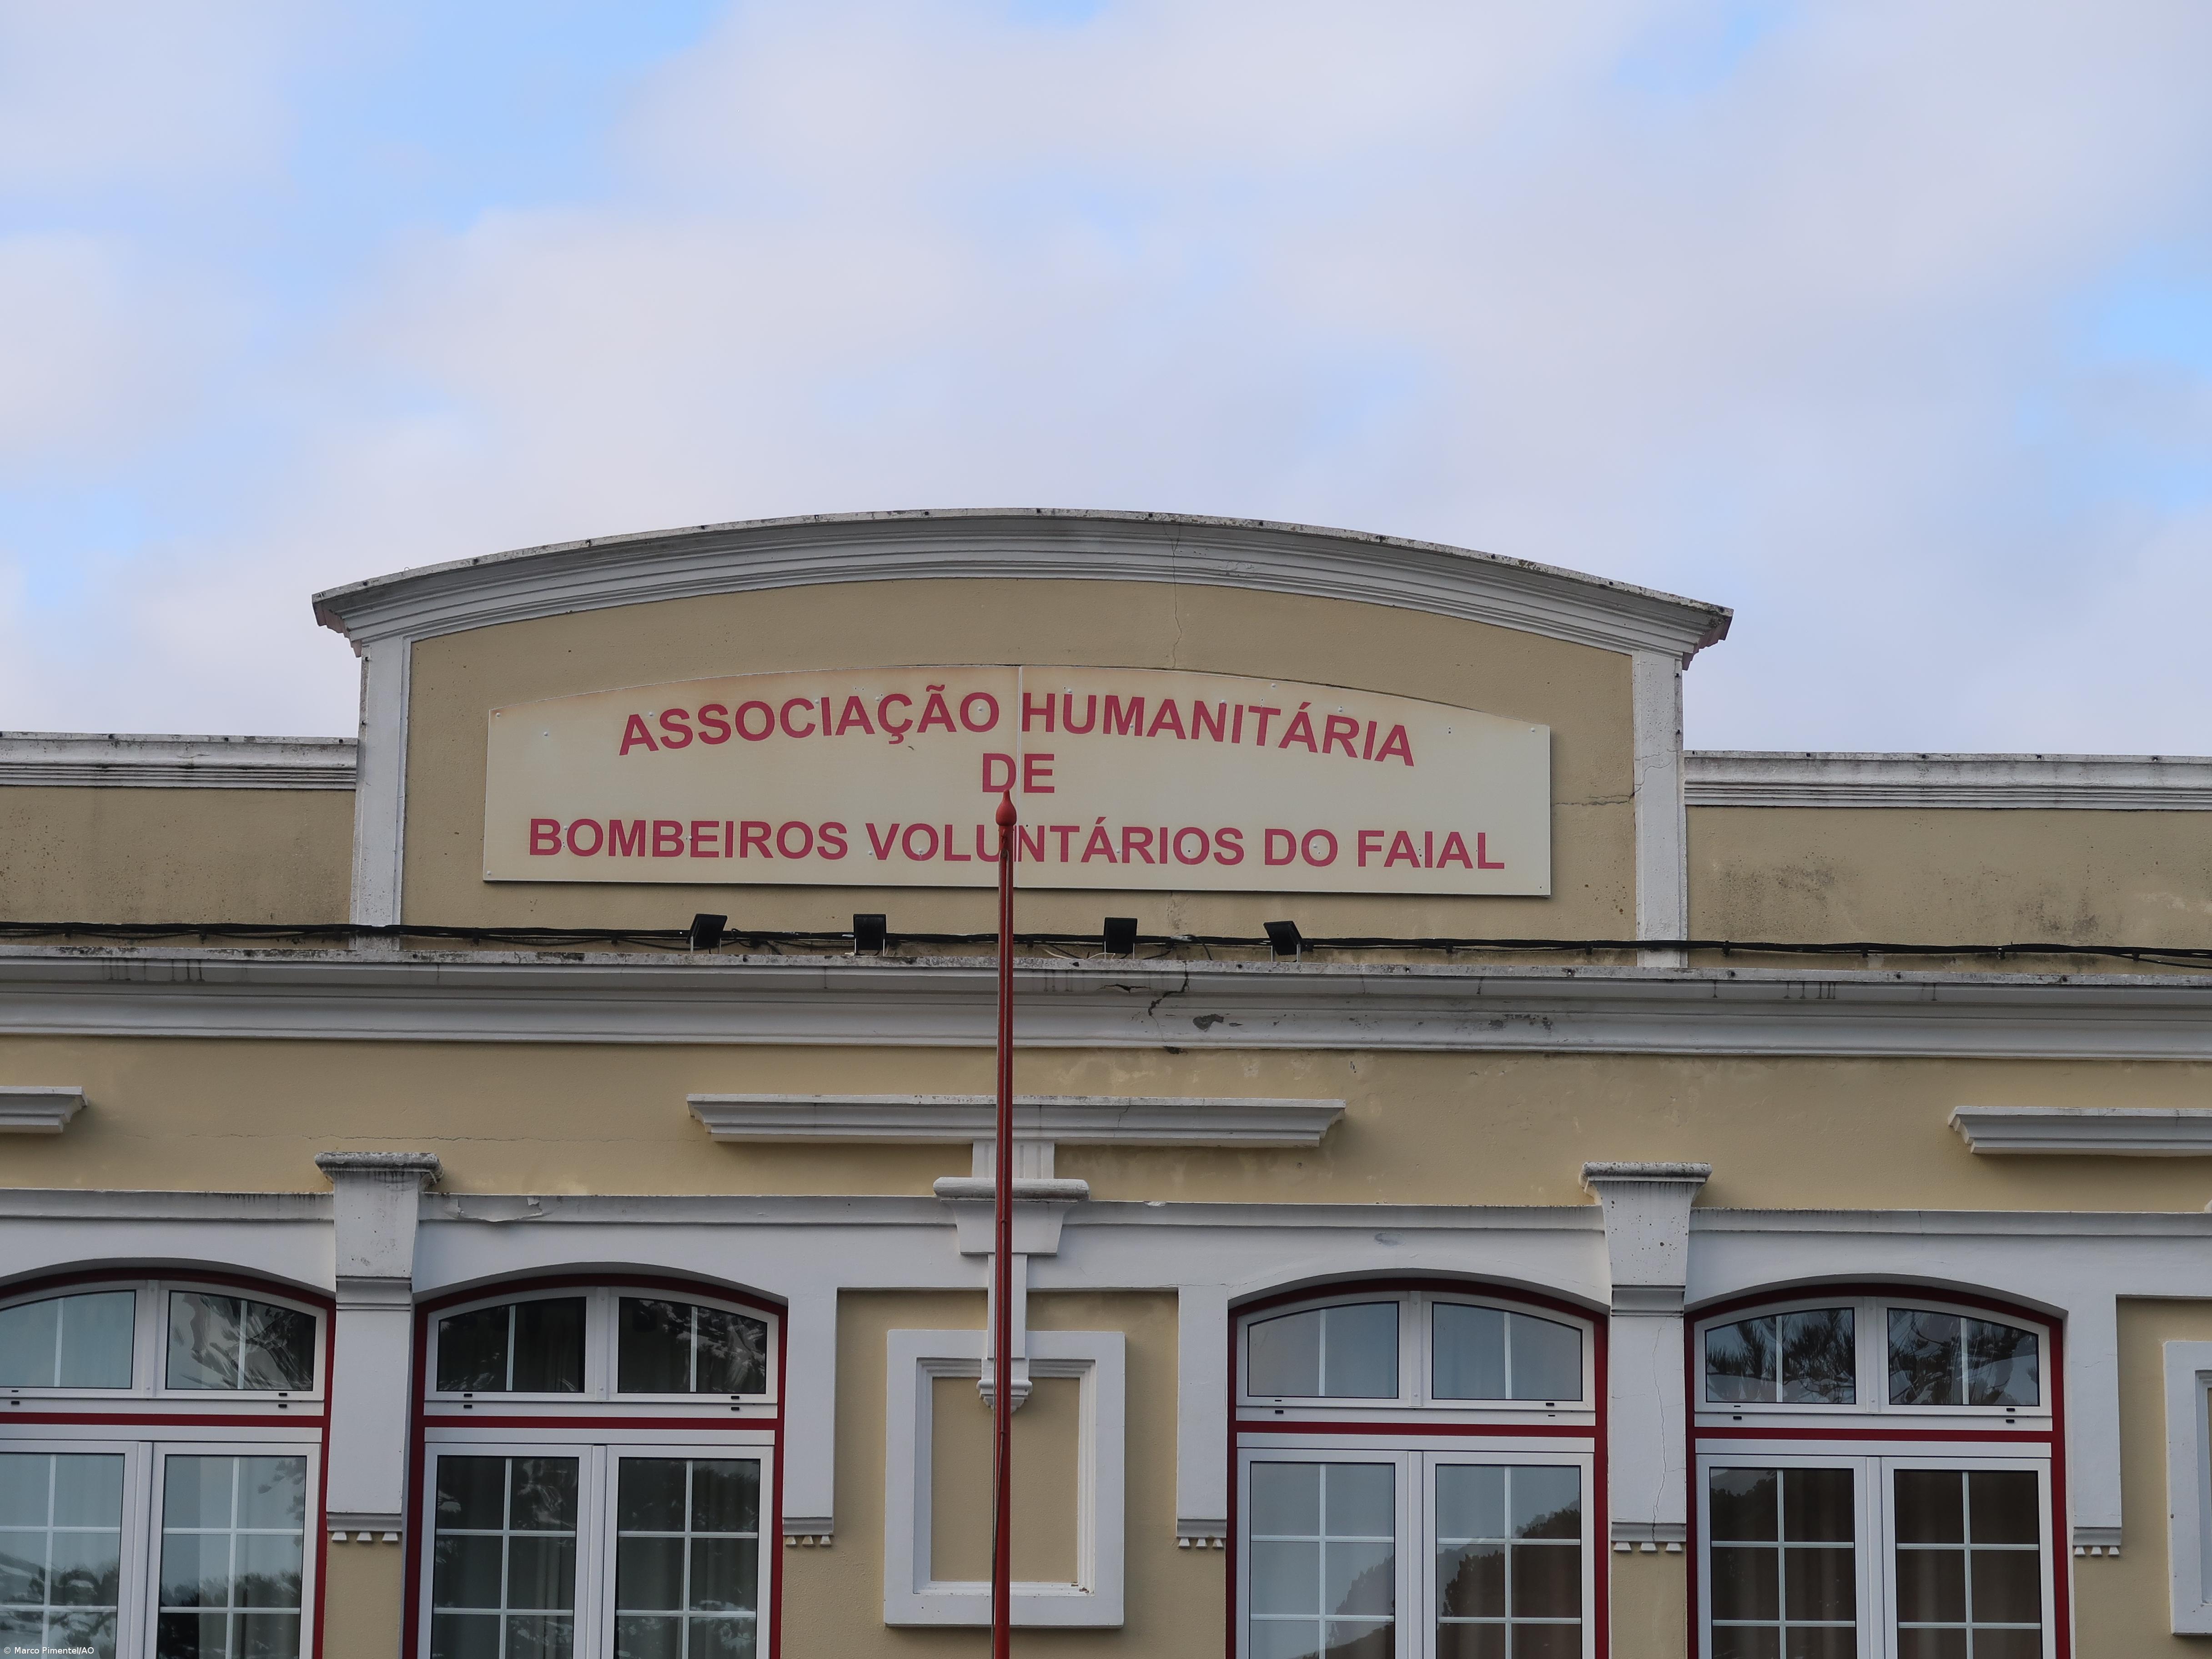 ASSOCIAÇÃO HUMANITÁRIA
DE
BOMBEIROS VOLUNTÁRIOS DO FAIAL
© Marco Pimentel/AO